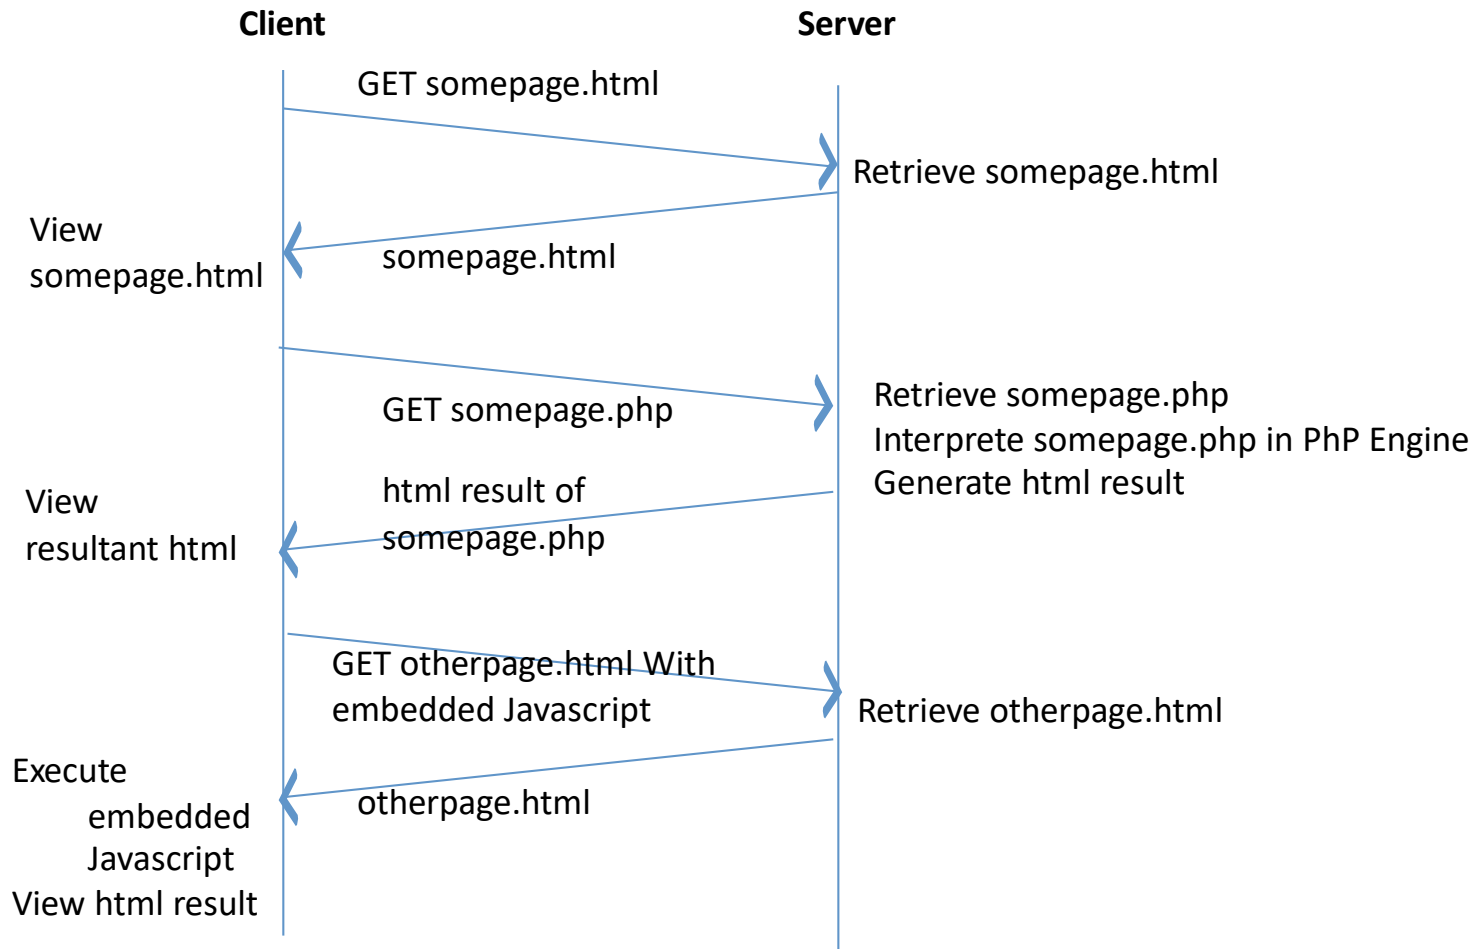 Client
Server
GET somepage.html
Retrieve somepage.html
View
somepage.html
somepage.html
GET somepage.php
Retrieve somepage.php
Interprete somepage.php in PhP Engine
Generate html result
html result of
somepage.php
View
resultant html
GET otherpage.html With
embedded Javascript
Retrieve otherpage.html
otherpage.html
Execute
embedded
Javascript
View html result